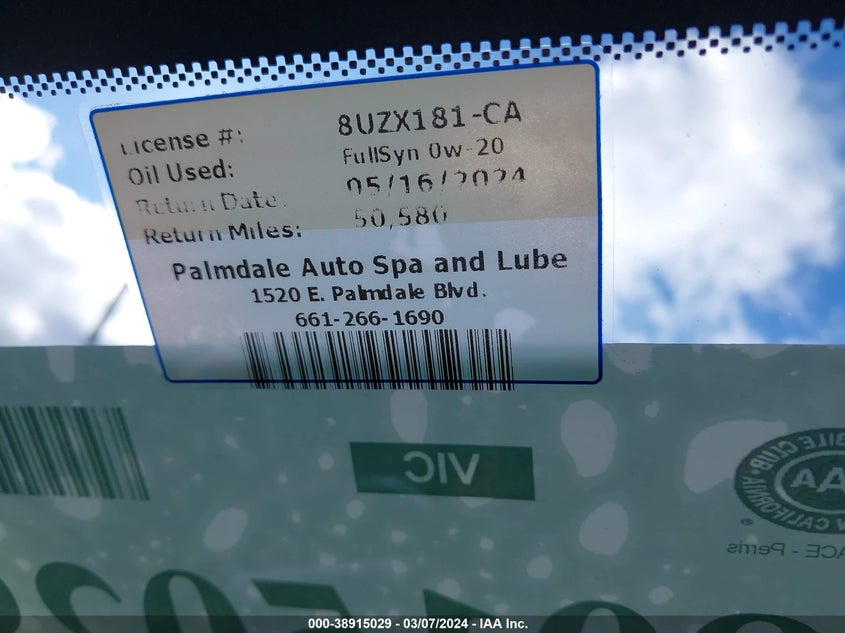 License #: 8UZX181-CA
Oil Used: FullSyn 0w-20
Return Date: 05/16/2024
Return Miles: 50,580
Palmdale Auto Spa and Lube
1520 E. Palmdale Blvd.
661-266-1690
VIC
AAA
ACE - Perris
000-38915029 - 03/07/2024 - IAA Inc.